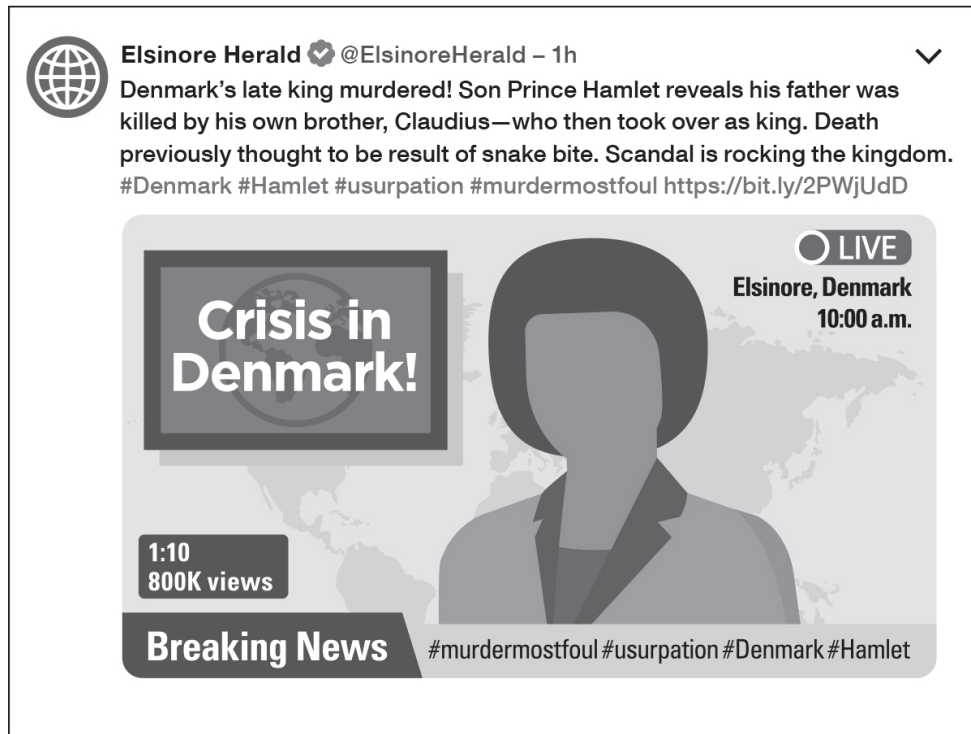 Elsinore Herald @ElsinoreHerald – 1h
Denmark’s late king murdered! Son Prince Hamlet reveals his father was
killed by his own brother, Claudius—who then took over as king. Death
previously thought to be result of snake bite. Scandal is rocking the kingdom.
#Denmark #Hamlet #usurpation #murdermostfoul https://bit.ly/2PWjUdD
Crisis in
Denmark!
LIVE
Elsinore, Denmark
10:00 a.m.
1:10
800K views
Breaking News
#murdermostfoul #usurpation #Denmark #Hamlet